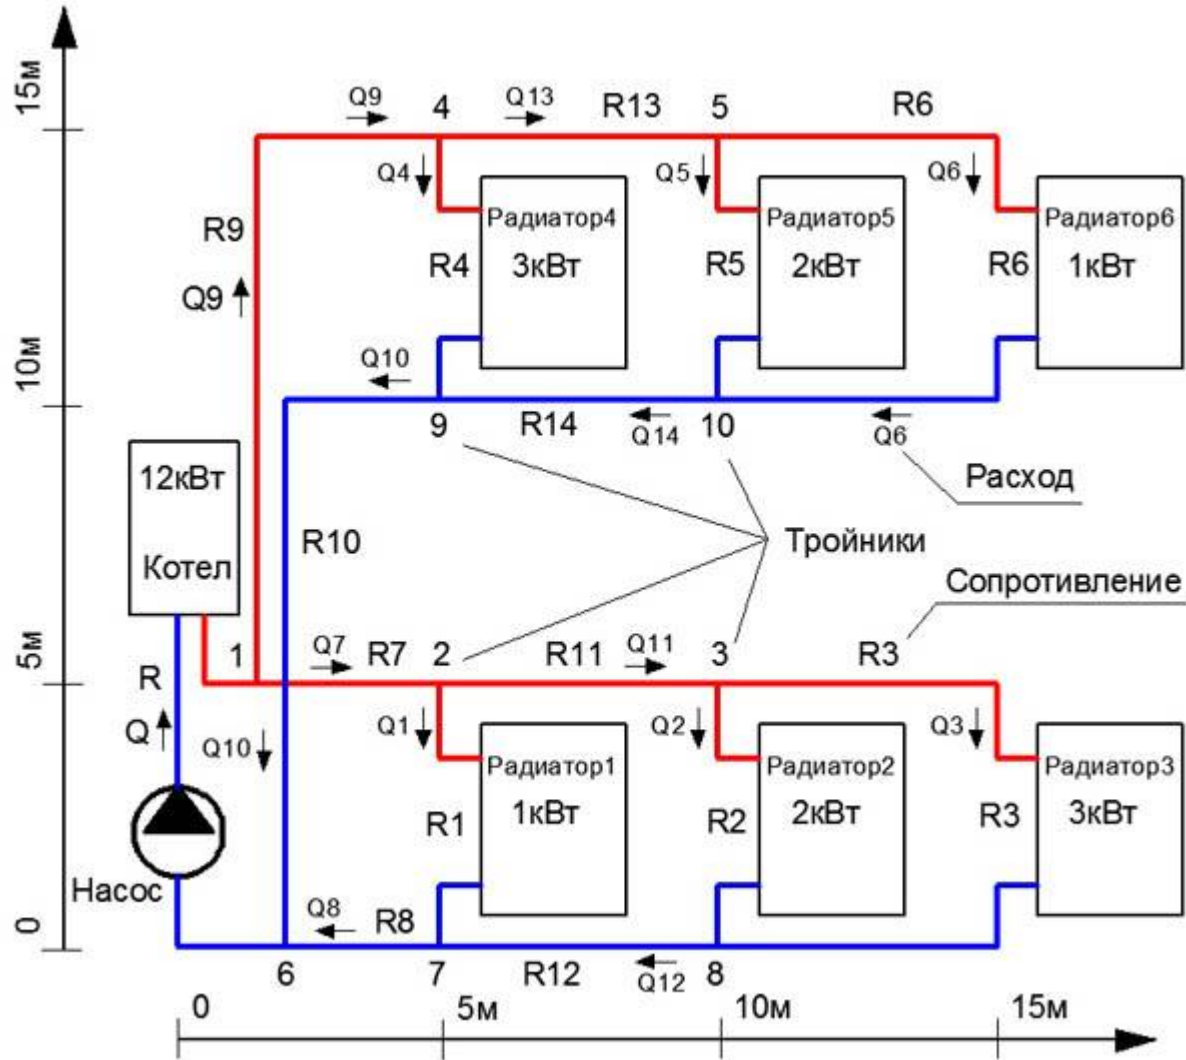 15м
Q9
4
Q13
R13
5
R6
Q4
Q5
Q6
R9
Радиатор4
Радиатор5
Радиатор6
R4
3кВт
R5
2кВт
R6
1кВт
Q9
Q10
10м
9
R14
Q14
10
Q6
12кВт
Расход
R10
Тройники
Котел
Сопротивление
5м
1
Q7
R7
2
R11
Q11
3
R3
R
Q
Q10
Q1
Q2
Q3
Радиатор1
Радиатор2
Радиатор3
R1
1кВт
R2
2кВт
R3
3кВт
Насос
0
Q8
R8
6
7
R12
Q12
8
0
5м
10м
15м